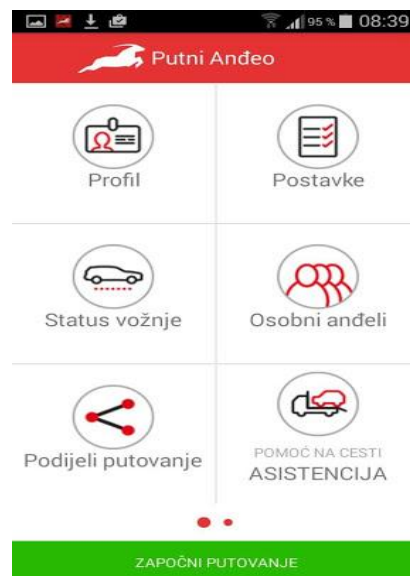 95 % 08:39
Putni Anđeo
Profil Postavke
Status vožnje Osobni anđeli
Podijeli putovanje POMOĆ NA CESTI
ASISTENCIJA
ZAPOČNI PUTOVANJE